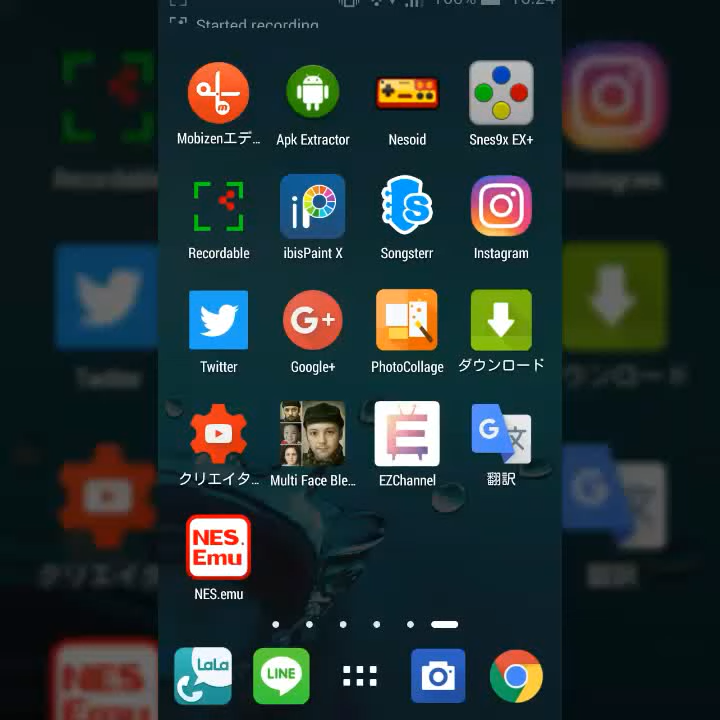 Started recording
Mobizenエデ...
Apk Extractor
Nesoid
Snes9x EX+
Recordable
ibisPaint X
Songsterr
Instagram
Twitter
Google+
PhotoCollage
ダウンロード
クリエイタ...
Multi Face Ble...
EZChannel
翻訳
NES.
Emu
NES.emu
LaLa
LINE